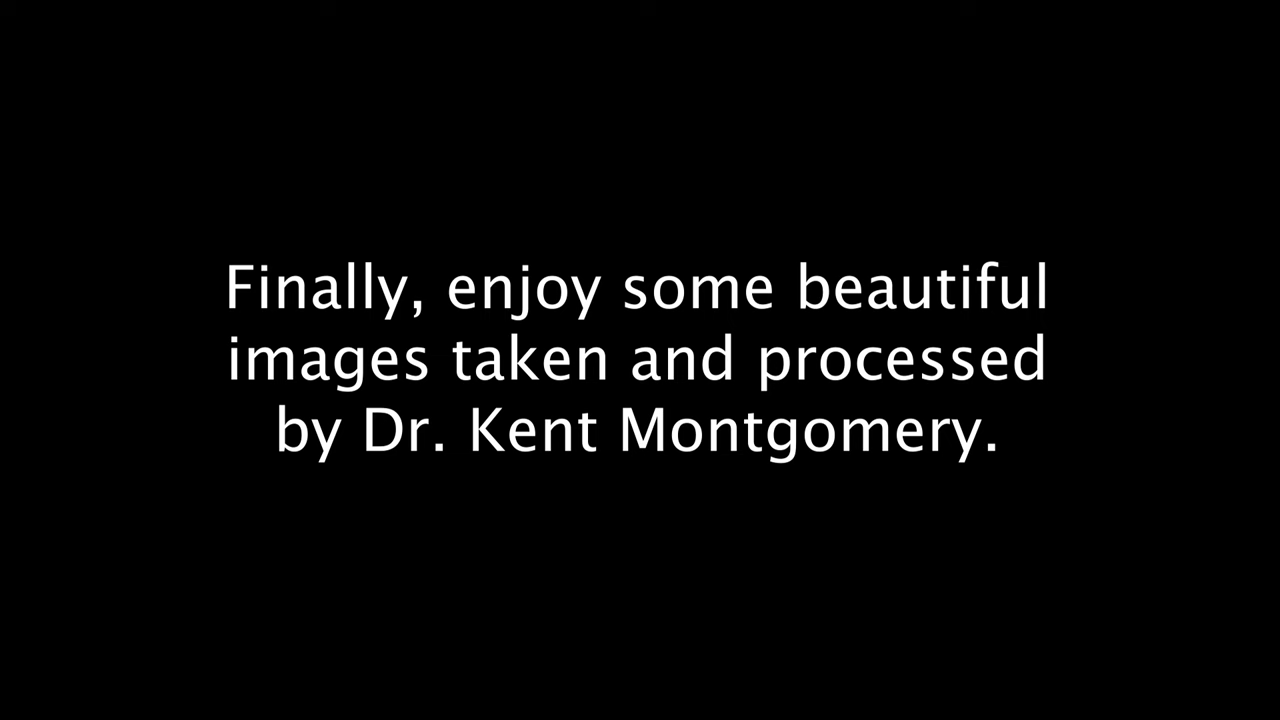 Finally, enjoy some beautiful
images taken and processed
by Dr. Kent Montgomery.